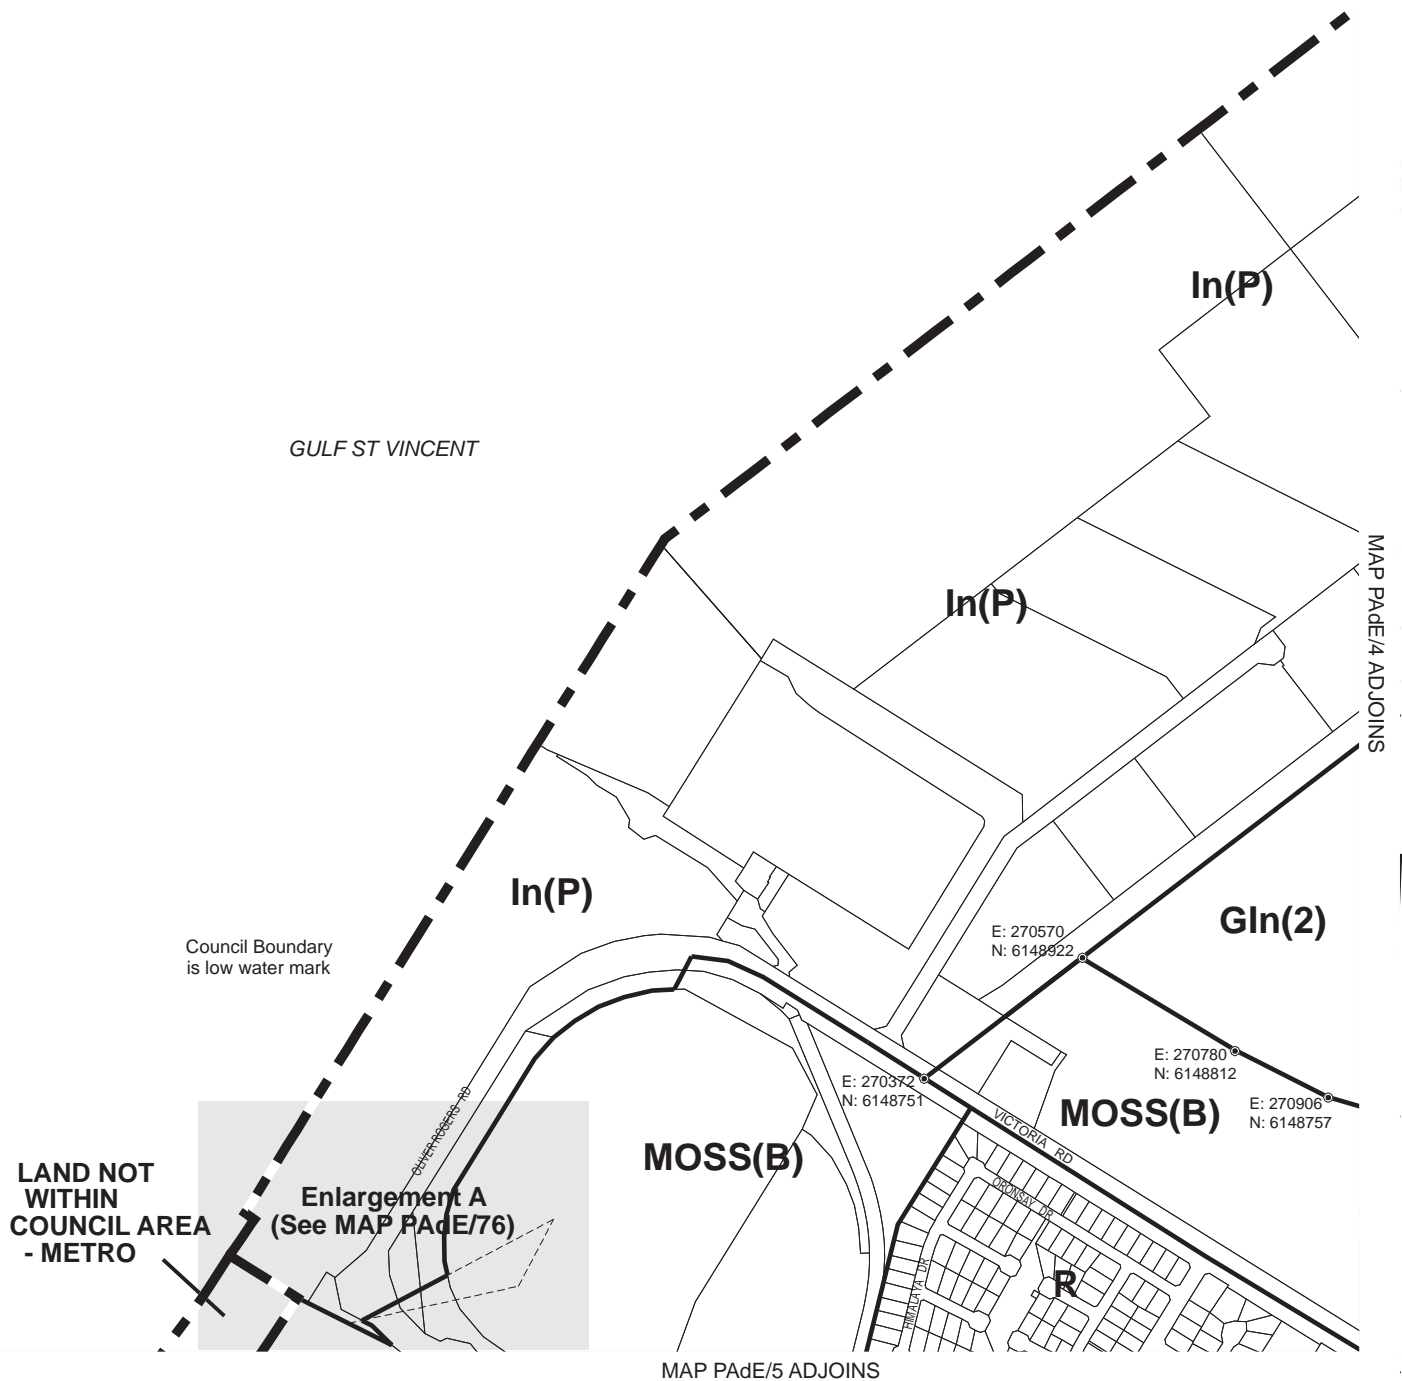 In(P)
GULF ST VINCENT
MAP PAdE/4 ADJOINS
In(P)
In(P)
GIn(2)
E: 270570
N: 6148922
Council Boundary
is low water mark
E: 270780
N: 6148812
E: 270372
N: 6148751
E: 270906
N: 6148757
MOSS(B)
VICTORIA RD
OLIVER ROGERS RD
MOSS(B)
LAND NOT
WITHIN
COUNCIL AREA
- METRO
Enlargement A
(See MAP PAdE/76)
ORONSAY DR
HIMALAYA DR
R
MAP PAdE/5 ADJOINS